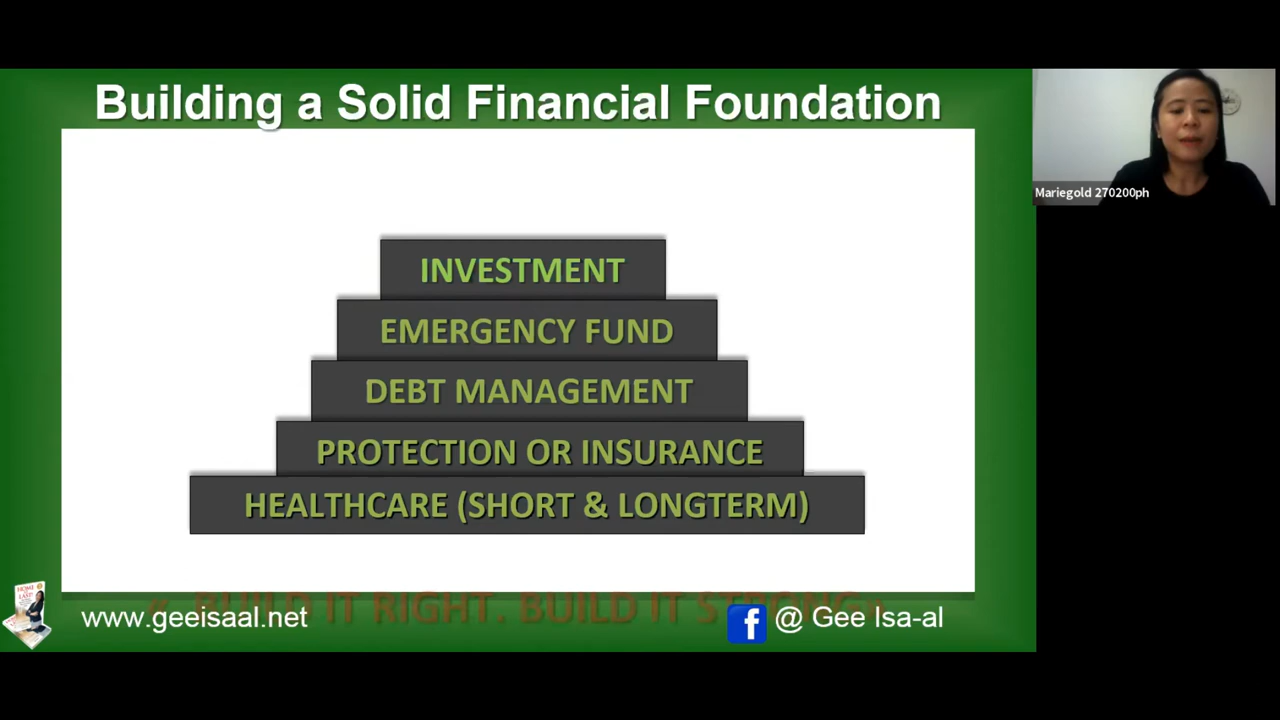 Building a Solid Financial Foundation
Mariegold 270200ph
INVESTMENT
EMERGENCY FUND
DEBT MANAGEMENT
PROTECTION OR INSURANCE
HEALTHCARE (SHORT & LONGTERM)
BUILD IT RIGHT. BUILD IT STRONG
www.geeisaal.net
f @ Gee Isa-al